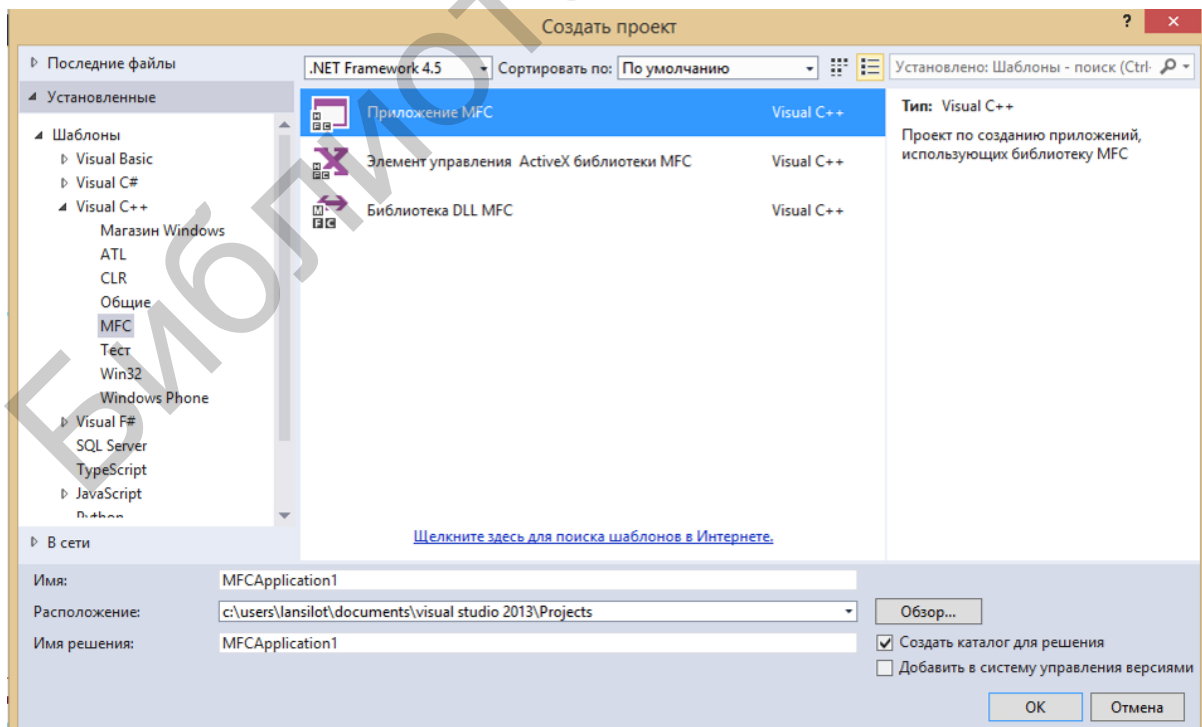 Создать проект
? ×
Последние файлы
.NET Framework 4.5
Сортировать по:
По умолчанию
Установлено: Шаблоны - поиск (Ctrl-
Установленные
Шаблоны
Visual Basic
Visual C#
Visual C++
Магазин Windows
ATL
CLR
Общие
MFC
Тест
Win32
Windows Phone
Visual F#
SQL Server
TypeScript
JavaScript
Python
В сети
Приложение MFC Visual C++
Элемент управления ActiveX библиотеки MFC Visual C++
Библиотека DLL MFC Visual C++
Щелкните здесь для поиска шаблонов в Интернете.
Тип: Visual C++
Проект по созданию приложений,
использующих библиотеку MFC
Имя: MFCApplication1
Расположение: c:\users\lansilot\documents\visual studio 2013\Projects
Обзор...
Имя решения: MFCApplication1
Создать каталог для решения
Добавить в систему управления версиями
OK Отмена
Библиот